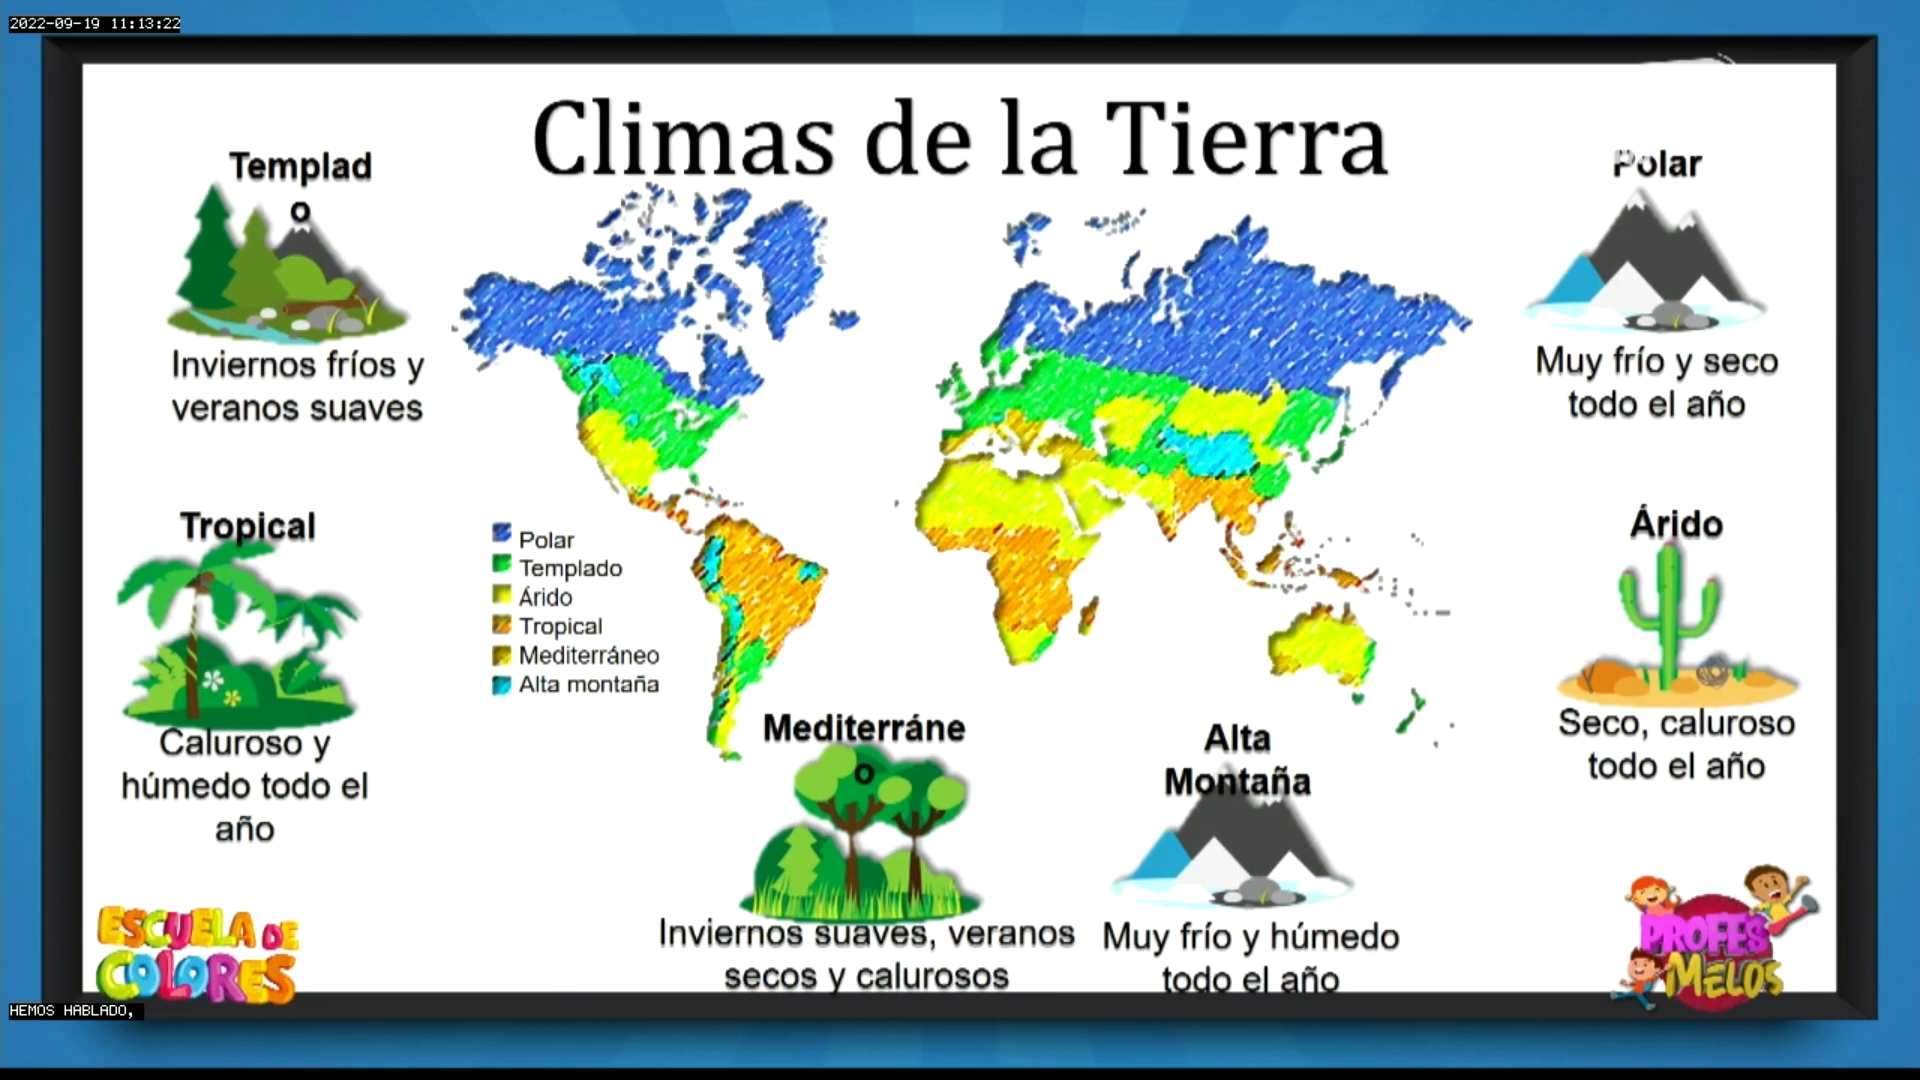 2022-09-19 11:13:22
Climas de la Tierra
Templad
o
Inviernos fríos y
veranos suaves
Polar
Muy frío y seco
todo el año
Tropical
Caluroso y
húmedo todo el
año
Polar
Templado
Árido
Tropical
Mediterráneo
Alta montaña
Árido
Seco, caluroso
todo el año
Mediterráne
o
Inviernos suaves, veranos
secos y calurosos
Alta
Montaña
Muy frío y húmedo
todo el año
ESCUELA DE
COLORES
PROFES
MELOS
HEMOS HABLADO,